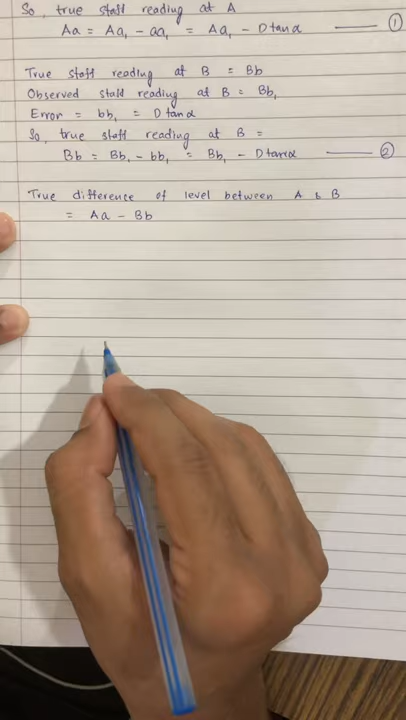 So, true staff reading at A
Aa = Aa₁ - aa₁ = Aa₁ - D tan α ——— ①
True staff reading at B = Bb
Observed stald reading at B = Bb₁
Error = bb₁ = D tan α
So, true staff reading at B =
Bb = Bb₁ - bb₁ = Bb₁ - D tan α ——— ②
True difference of level between A & B
= Aa - Bb